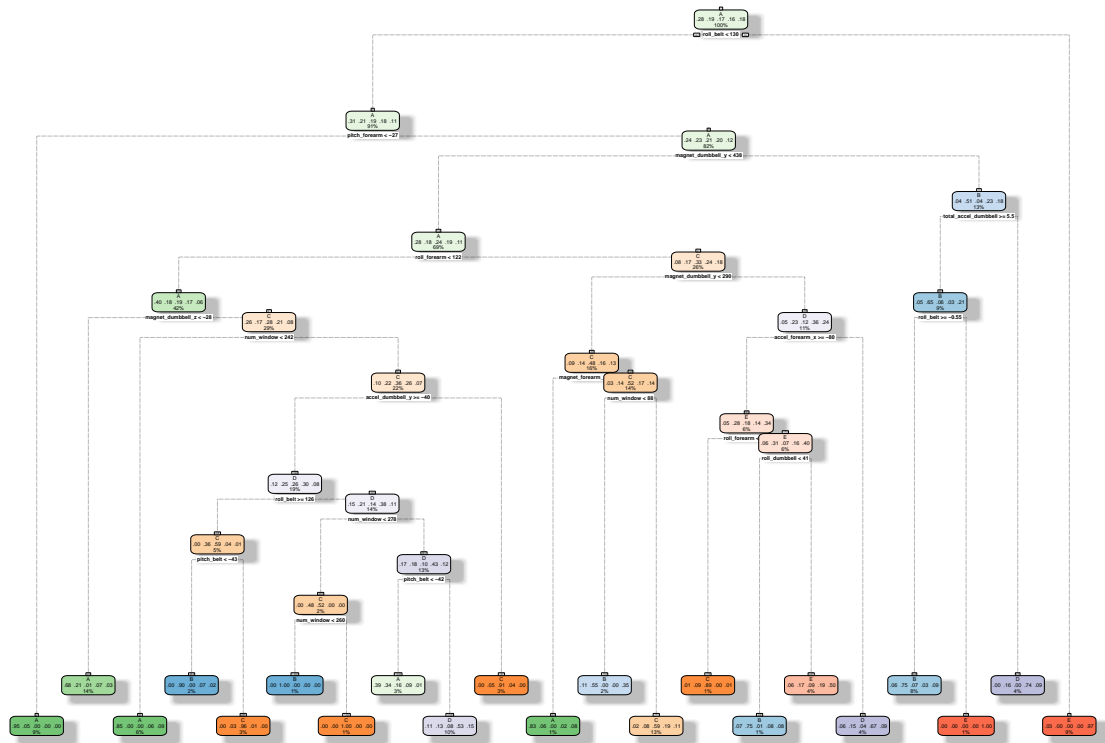 A
.28 .19 .17 .16 .18
100%
roll_belt < 130
A
.31 .21 .19 .18 .11
91%
pitch_forearm < −27
A
.24 .23 .21 .20 .12
82%
magnet_dumbbell_y < 438
B
.04 .51 .04 .23 .18
13%
total_accel_dumbbell >= 5.5
A
.28 .18 .24 .19 .11
69%
roll_forearm < 122
C
.08 .17 .33 .24 .18
26%
magnet_dumbbell_y < 290
A
.40 .18 .19 .17 .06
42%
magnet_dumbbell_z < −28
B
.05 .65 .06 .03 .21
9%
roll_belt >= −0.55
C
.26 .17 .28 .21 .08
29%
num_window < 242
D
.05 .23 .12 .36 .24
11%
accel_forearm_x >= −80
C
.09 .14 .48 .16 .13
16%
magnet_forearm_
C
.10 .22 .36 .26 .07
22%
accel_dumbbell_y >= −40
C
.03 .14 .52 .17 .14
14%
num_window < 88
E
.05 .28 .18 .14 .34
6%
roll_forearm <
E
.06 .31 .07 .16 .40
6%
roll_dumbbell < 41
D
.12 .25 .26 .30 .08
19%
roll_belt >= 126
D
.15 .21 .14 .38 .11
14%
num_window < 278
C
.00 .36 .59 .04 .01
5%
pitch_belt < −43
D
.17 .18 .10 .43 .12
13%
pitch_belt < −42
C
.00 .48 .52 .00 .00
2%
num_window < 260
A
.68 .21 .01 .07 .03
14%
B
.00 .90 .00 .07 .02
2%
B
.00 1.00 .00 .00 .00
1%
A
.39 .34 .16 .09 .01
3%
C
.00 .05 .91 .04 .00
3%
B
.11 .55 .00 .00 .35
2%
C
.01 .09 .89 .00 .01
1%
E
.06 .17 .09 .19 .50
4%
B
.06 .75 .07 .03 .09
8%
D
.00 .16 .00 .74 .09
4%
A
.95 .05 .00 .00 .00
9%
A
.85 .00 .00 .06 .09
6%
C
.00 .03 .96 .01 .00
3%
C
.00 .00 1.00 .00 .00
1%
D
.11 .13 .08 .53 .15
10%
A
.83 .06 .00 .02 .08
1%
C
.02 .08 .59 .19 .11
13%
B
.07 .75 .01 .08 .08
1%
D
.06 .15 .04 .67 .09
4%
E
.00 .00 .00 .00 1.00
1%
E
.03 .00 .00 .00 .97
9%